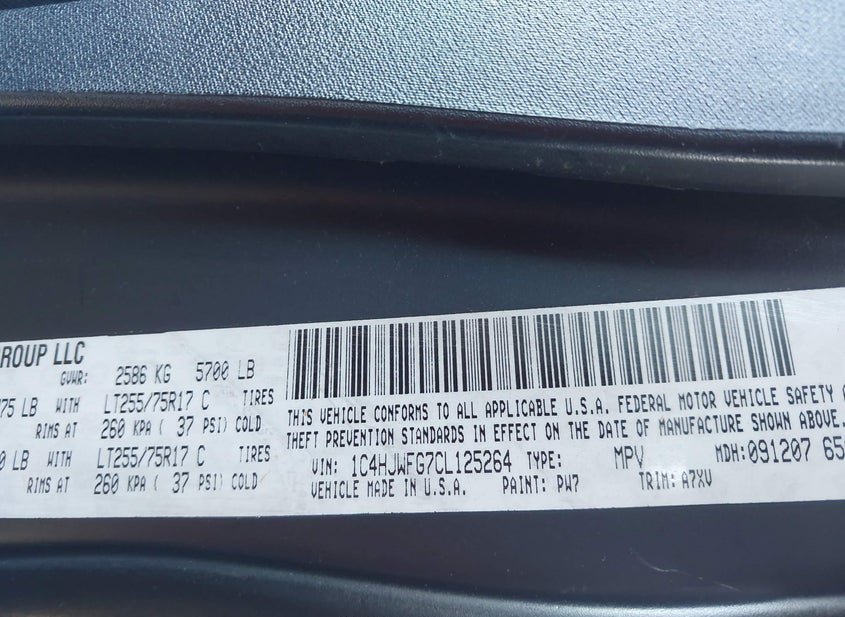 GROUP LLC
GVWR: 2586 KG 5700 LB
75 LB WITH LT255/75R17 C TIRES
RIMS AT 260 KPA ( 37 PSI) COLD
0 LB WITH LT255/75R17 C TIRES
RIMS AT 260 KPA ( 37 PSI) COLD
THIS VEHICLE CONFORMS TO ALL APPLICABLE U.S.A. FEDERAL MOTOR VEHICLE SAFETY
THEFT PREVENTION STANDARDS IN EFFECT ON THE DATE OF MANUFACTURE SHOWN ABOVE.
VIN: 1C4HJWFG7CL125264 TYPE: MPV MDH:091207 65
VEHICLE MADE IN U.S.A. PAINT: PW7 TRIM: A7XV